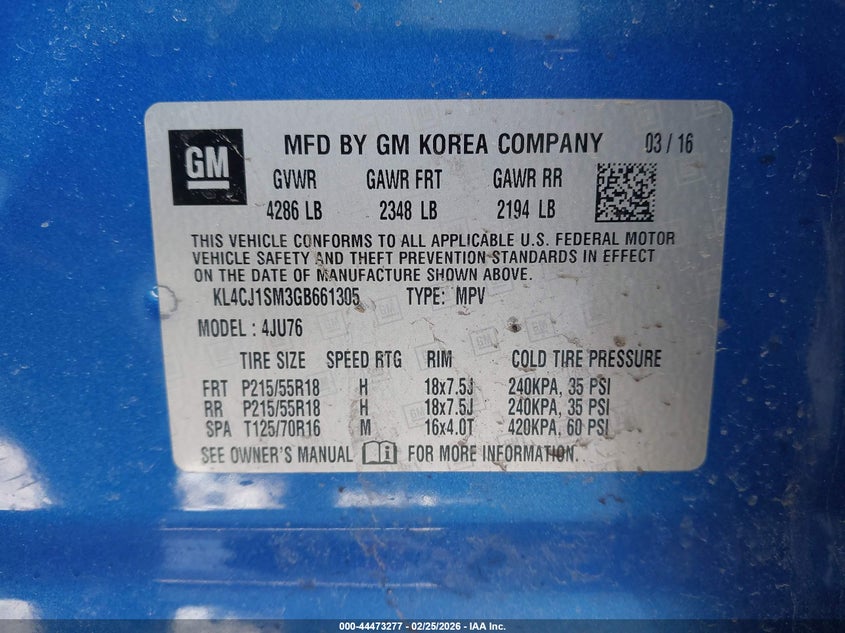 GM
MFD BY GM KOREA COMPANY 03 / 16
GVWR GAWR FRT GAWR RR
4286 LB 2348 LB 2194 LB
THIS VEHICLE CONFORMS TO ALL APPLICABLE U.S. FEDERAL MOTOR
VEHICLE SAFETY AND THEFT PREVENTION STANDARDS IN EFFECT
ON THE DATE OF MANUFACTURE SHOWN ABOVE.
KL4CJ1SM3GB661305 TYPE: MPV
MODEL : 4JU76
TIRE SIZE SPEED RTG RIM COLD TIRE PRESSURE
FRT P215/55R18 H 18x7.5J 240KPA, 35 PSI
RR P215/55R18 H 18x7.5J 240KPA, 35 PSI
SPA T125/70R16 M 16x4.0T 420KPA, 60 PSI
SEE OWNER'S MANUAL FOR MORE INFORMATION.
000-44473277 - 02/25/2026 - IAA Inc.